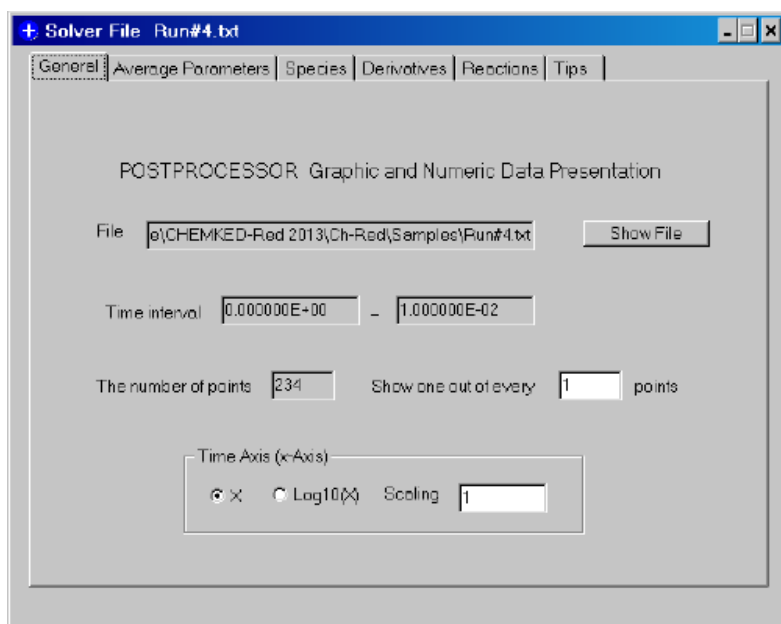 Solver File Run#4.txt
General Average Parameters Species Derivatives Reactions Tips
POSTPROCESSOR Graphic and Numeric Data Presentation
File e\CHEMKED-Red 2013\Ch-Red\Samples\Run#4.txt Show File
Time interval 0.000000E+00 - 1.000000E-02
The number of points 234 Show one out of every 1 points
Time Axis (x-Axis)
X Log10(X) Scaling 1